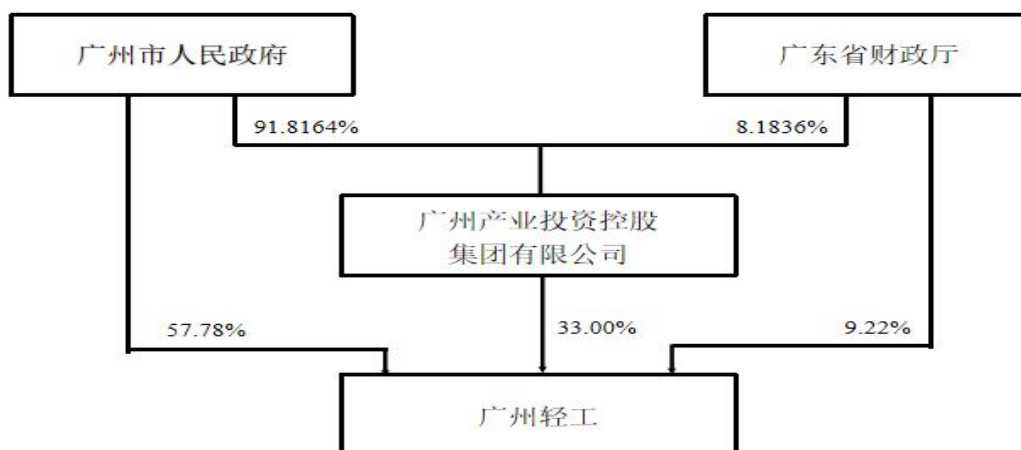 广州市人民政府
广东省财政厅
91.8164%
8.1836%
广州产业投资控股
集团有限公司
57.78%
33.00%
9.22%
广州轻工